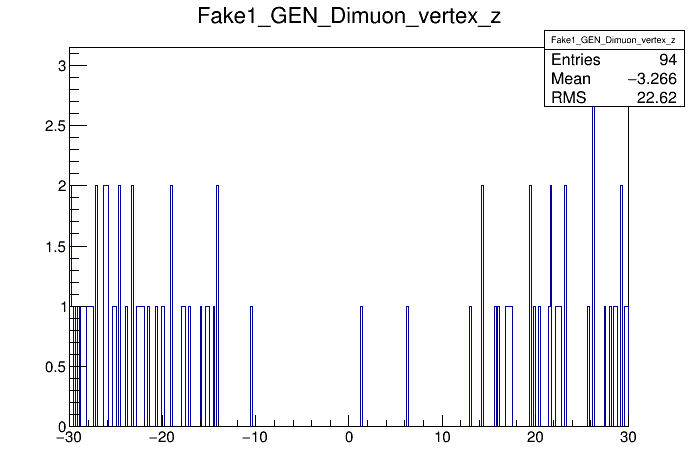 Fake1_GEN_Dimuon_vertex_z
Fake1_GEN_Dimuon_vertex_z
Entries 94
Mean −3.266
RMS 22.62
3
2.5
2
1.5
1
0.5
0
−30 −20 −10 0 10 20 30